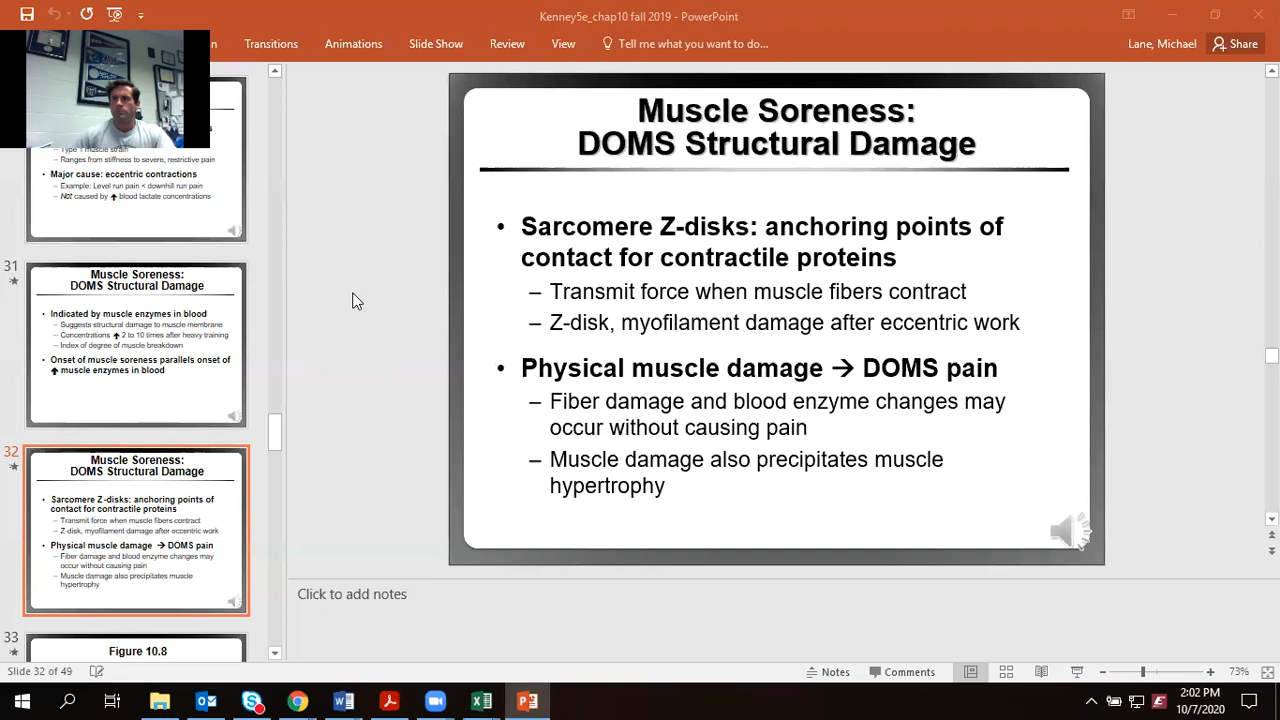 Kenney5e_chap10 fall 2019 - PowerPoint
Transitions Animations Slide Show Review View Tell me what you want to do... Lane, Michael Share
Ranges from stiffness to severe, restrictive pain
Major cause: eccentric contractions
– Example: Level run pain < downhill run pain
– Not caused by ↑ blood lactate concentrations
31
Muscle Soreness:
DOMS Structural Damage
• Indicated by muscle enzymes in blood
– Suggests structural damage to muscle membrane
– Concentrations ↑ 2 to 10 times after heavy training
– Index of degree of muscle breakdown
• Onset of muscle soreness parallels onset of
↑ muscle enzymes in blood
32
Muscle Soreness:
DOMS Structural Damage
• Sarcomere Z-disks: anchoring points of
contact for contractile proteins
– Transmit force when muscle fibers contract
– Z-disk, myofilament damage after eccentric work
• Physical muscle damage → DOMS pain
– Fiber damage and blood enzyme changes may
occur without causing pain
– Muscle damage also precipitates muscle
hypertrophy
33
Figure 10.8
Muscle Soreness:
DOMS Structural Damage
• Sarcomere Z-disks: anchoring points of
contact for contractile proteins
– Transmit force when muscle fibers contract
– Z-disk, myofilament damage after eccentric work
• Physical muscle damage → DOMS pain
– Fiber damage and blood enzyme changes may
occur without causing pain
– Muscle damage also precipitates muscle
hypertrophy
Click to add notes
Slide 32 of 49 Notes Comments 73%
2:02 PM
10/7/2020